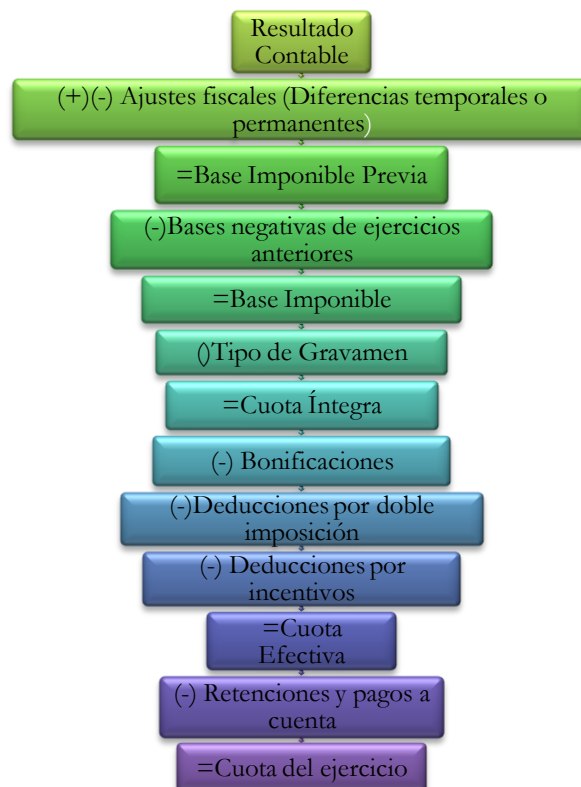 Resultado
Contable
(+)(-) Ajustes fiscales (Diferencias temporales o
permanentes)
=Base Imponible Previa
(-)Bases negativas de ejercicios
anteriores
=Base Imponible
()Tipo de Gravamen
=Cuota Íntegra
(-) Bonificaciones
(-)Deducciones por doble
imposición
(-) Deducciones por
incentivos
=Cuota
Efectiva
(-) Retenciones y pagos a
cuenta
=Cuota del ejercicio